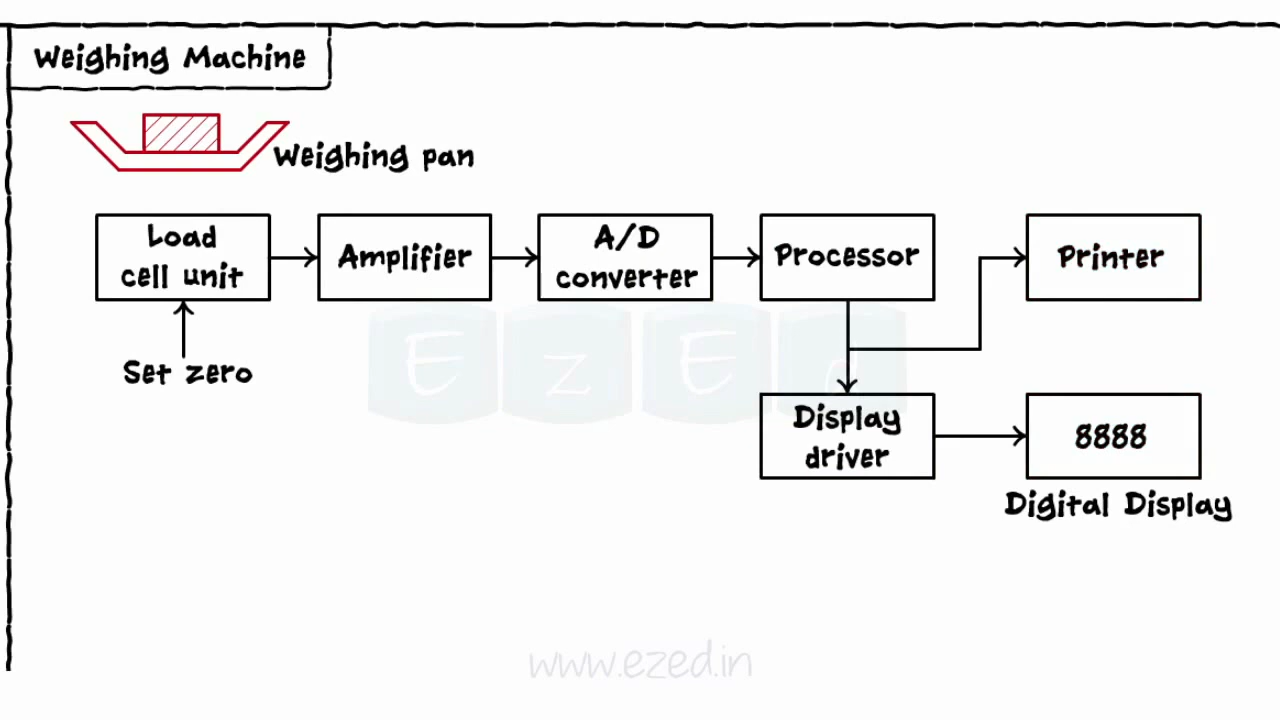 Weighing Machine
Weighing pan
Load
cell unit
Amplifier
A/D
converter
Processor
Printer
Set zero
EzEd
Display
driver
8888
Digital Display
www.ezed.in